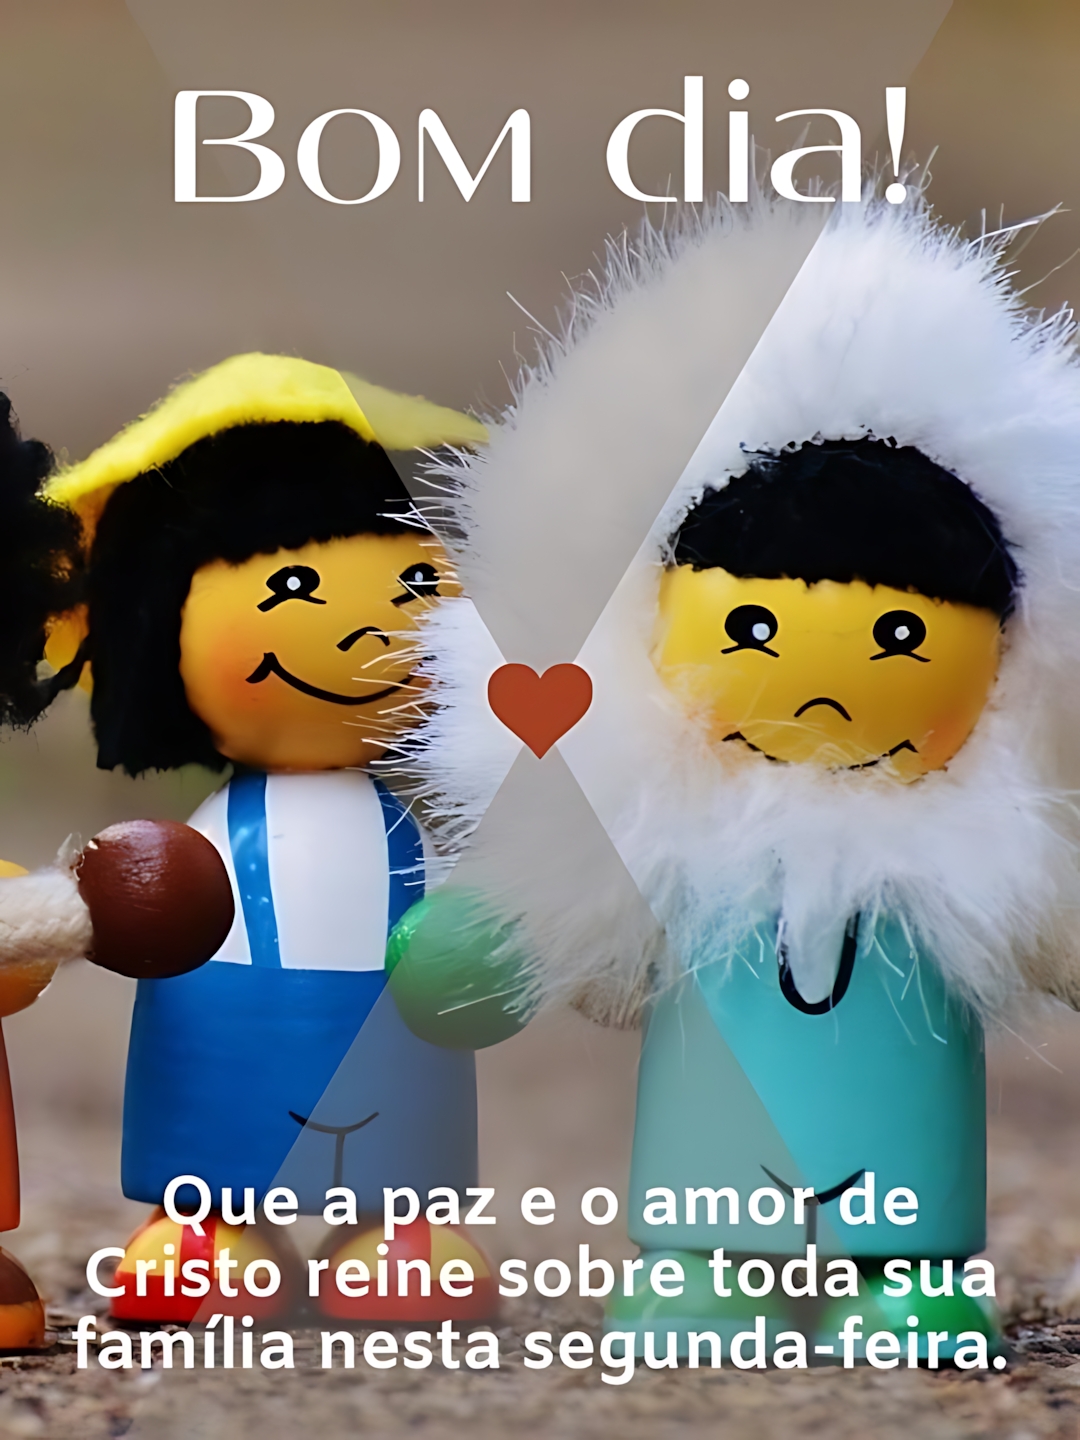 Bom dia!
Que a paz e o amor de
Cristo reine sobre toda sua
família nesta segunda-feira.